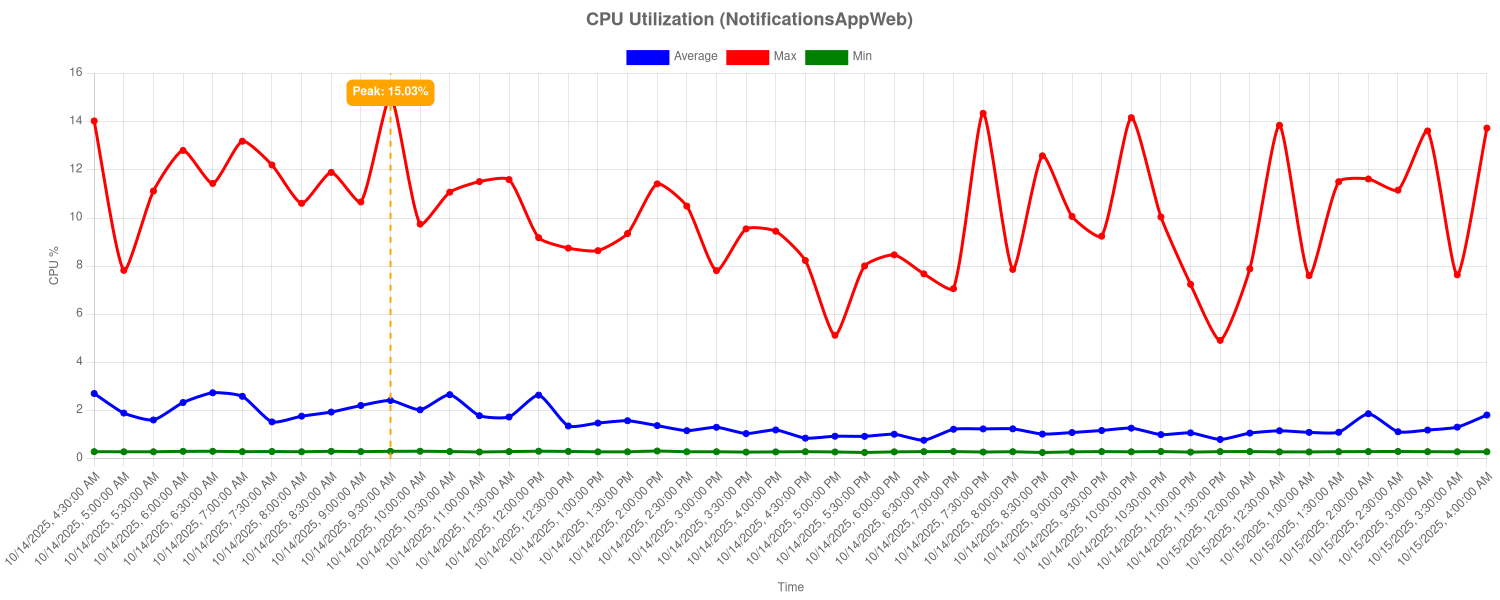 CPU Utilization (NotificationsAppWeb)
Average Max Min
Peak: 15.03%
CPU %
16
14
12
10
8
6
4
2
0
10/14/2025, 4:30:00 AM
10/14/2025, 5:00:00 AM
10/14/2025, 5:30:00 AM
10/14/2025, 6:00:00 AM
10/14/2025, 6:30:00 AM
10/14/2025, 7:00:00 AM
10/14/2025, 7:30:00 AM
10/14/2025, 8:00:00 AM
10/14/2025, 8:30:00 AM
10/14/2025, 9:00:00 AM
10/14/2025, 9:30:00 AM
10/14/2025, 10:00:00 AM
10/14/2025, 10:30:00 AM
10/14/2025, 11:00:00 AM
10/14/2025, 11:30:00 AM
10/14/2025, 12:00:00 PM
10/14/2025, 12:30:00 PM
10/14/2025, 1:00:00 PM
10/14/2025, 1:30:00 PM
10/14/2025, 2:00:00 PM
10/14/2025, 2:30:00 PM
10/14/2025, 3:00:00 PM
10/14/2025, 3:30:00 PM
10/14/2025, 4:00:00 PM
10/14/2025, 4:30:00 PM
10/14/2025, 5:00:00 PM
10/14/2025, 5:30:00 PM
10/14/2025, 6:00:00 PM
10/14/2025, 6:30:00 PM
10/14/2025, 7:00:00 PM
10/14/2025, 7:30:00 PM
10/14/2025, 8:00:00 PM
10/14/2025, 8:30:00 PM
10/14/2025, 9:00:00 PM
10/14/2025, 9:30:00 PM
10/14/2025, 10:00:00 PM
10/14/2025, 10:30:00 PM
10/14/2025, 11:00:00 PM
10/14/2025, 11:30:00 PM
10/15/2025, 12:00:00 AM
10/15/2025, 12:30:00 AM
10/15/2025, 1:00:00 AM
10/15/2025, 1:30:00 AM
10/15/2025, 2:00:00 AM
10/15/2025, 2:30:00 AM
10/15/2025, 3:00:00 AM
10/15/2025, 3:30:00 AM
10/15/2025, 4:00:00 AM
Time